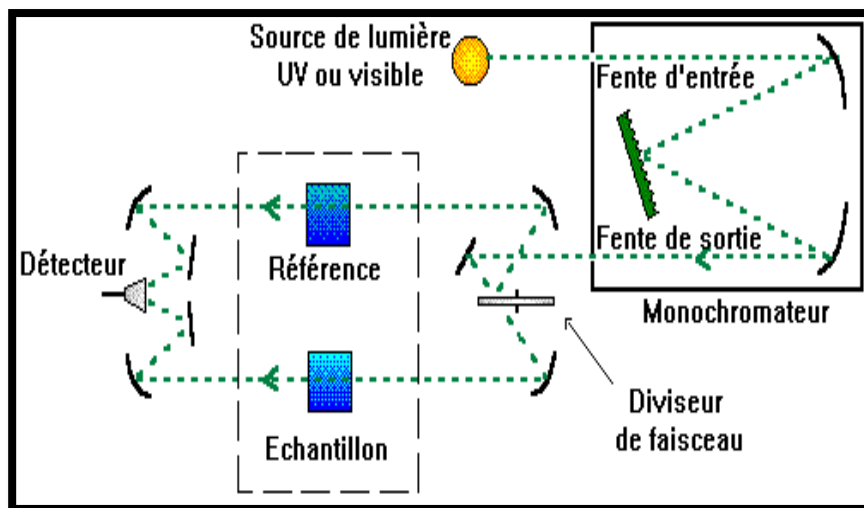 Source de lumière
UV ou visible
Fente d'entrée
Fente de sortie
Monochromateur
Référence
Détecteur
Echantillon
Diviseur
de faisceau